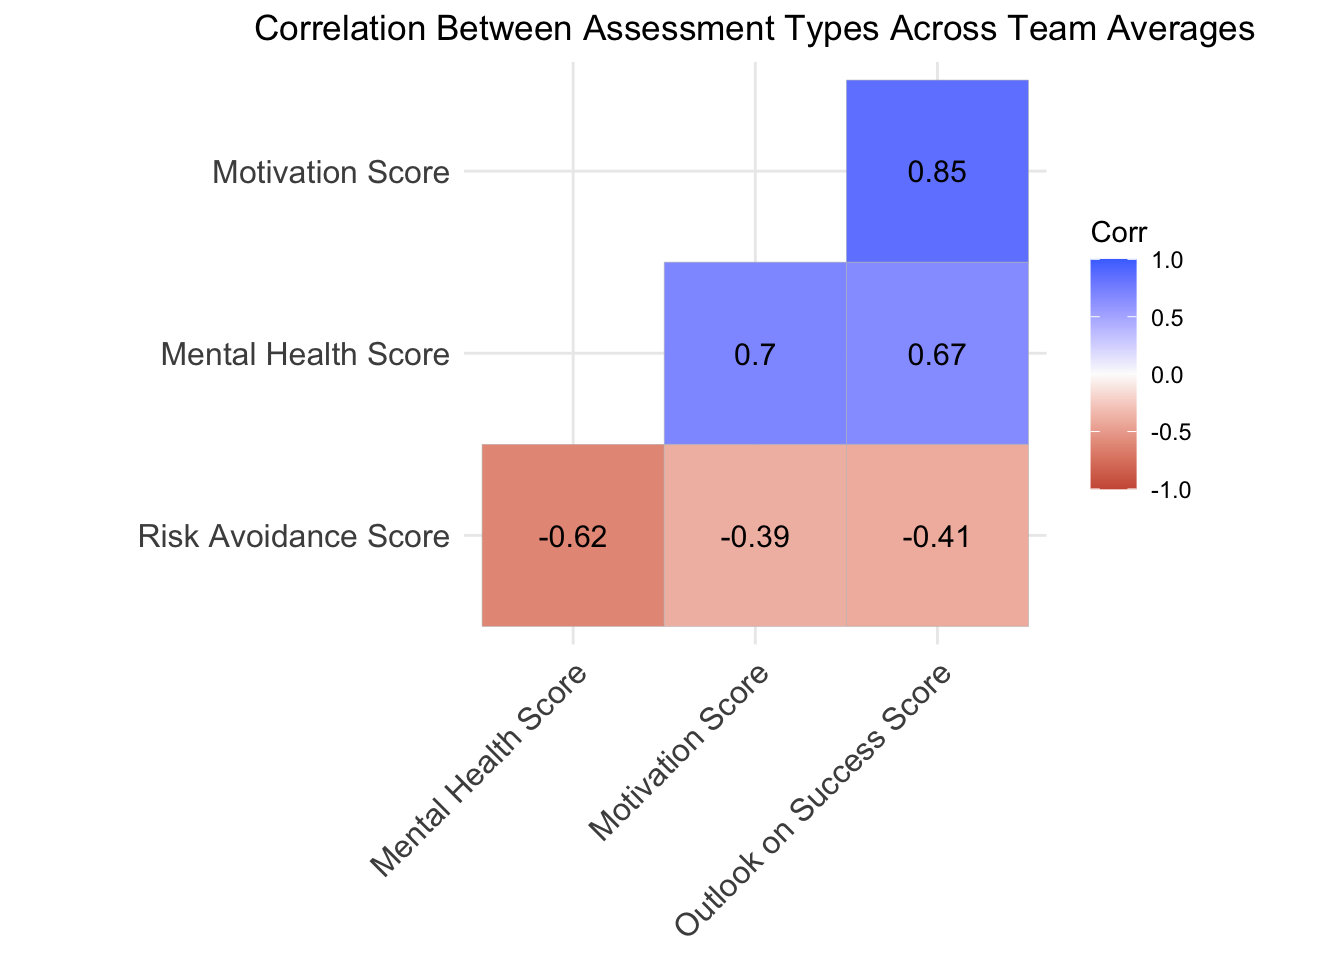 Correlation Between Assessment Types Across Team Averages
Motivation Score
0.85
Mental Health Score
0.7
0.67
Risk Avoidance Score
-0.62
-0.39
-0.41
Mental Health Score
Motivation Score
Outlook on Success Score
Corr
1.0
0.5
0.0
-0.5
-1.0